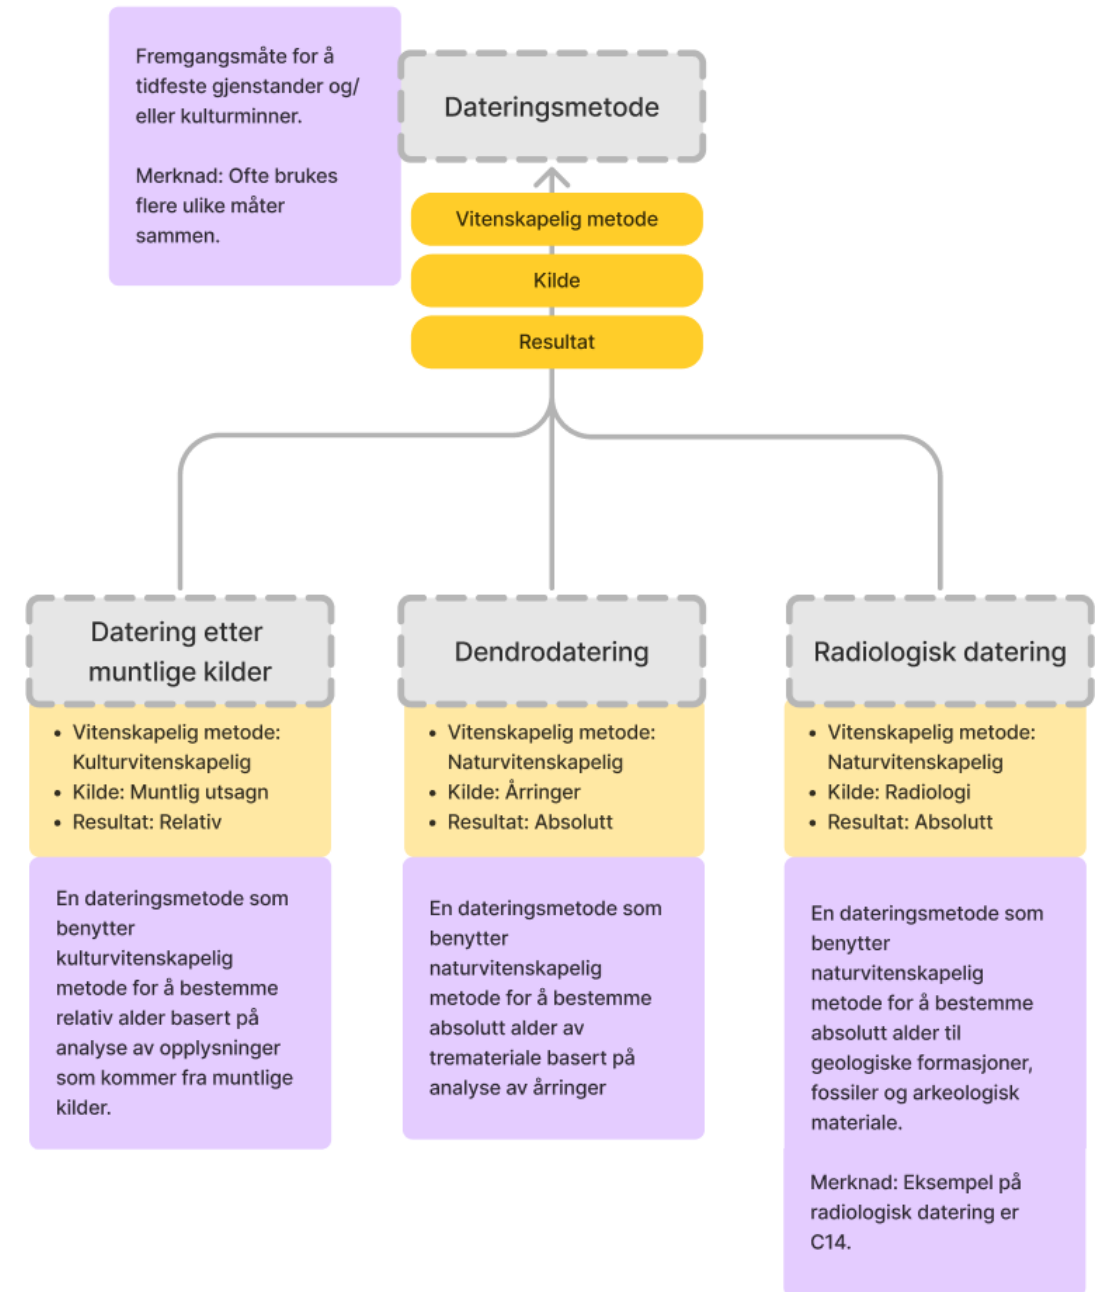 Fremgangsmåte for å
tidfeste gjenstander og/
eller kulturminner.
Merknad: Ofte brukes
flere ulike måter
sammen.
Dateringsmetode
Vitenskapelig metode
Kilde
Resultat
Datering etter
muntlige kilder
• Vitenskapelig metode:
Kulturvitenskapelig
• Kilde: Muntlig utsagn
• Resultat: Relativ
En dateringsmetode som
benytter
kulturvitenskapelig
metode for å bestemme
relativ alder basert på
analyse av opplysninger
som kommer fra muntlige
kilder.
Dendrodatering
• Vitenskapelig metode:
Naturvitenskapelig
• Kilde: Årringer
• Resultat: Absolutt
En dateringsmetode som
benytter
naturvitenskapelig
metode for å bestemme
absolutt alder av
tremateriale basert på
analyse av årringer
Radiologisk datering
• Vitenskapelig metode:
Naturvitenskapelig
• Kilde: Radiologi
• Resultat: Absolutt
En dateringsmetode som
benytter
naturvitenskapelig
metode for å bestemme
absolutt alder til
geologiske formasjoner,
fossiler og arkeologisk
materiale.
Merknad: Eksempel på
radiologisk datering er
C14.